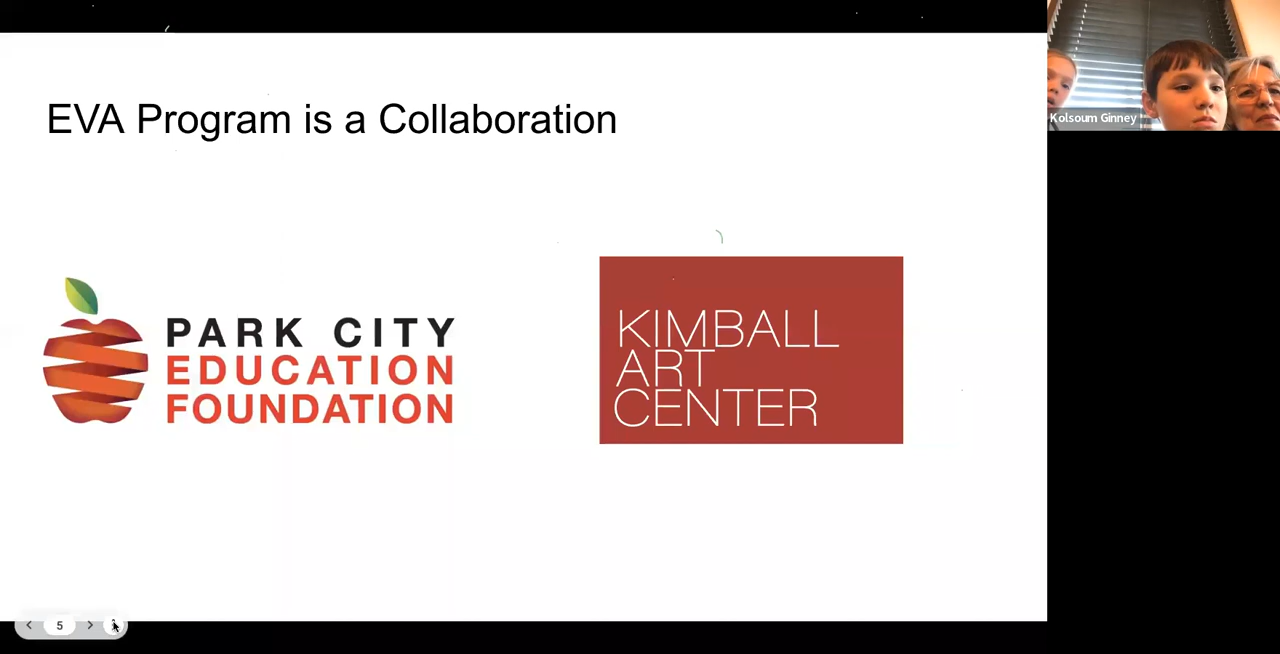 EVA Program is a Collaboration
Kolsoum Ginney
PARK CITY
EDUCATION
FOUNDATION
KIMBALL
ART
CENTER
5